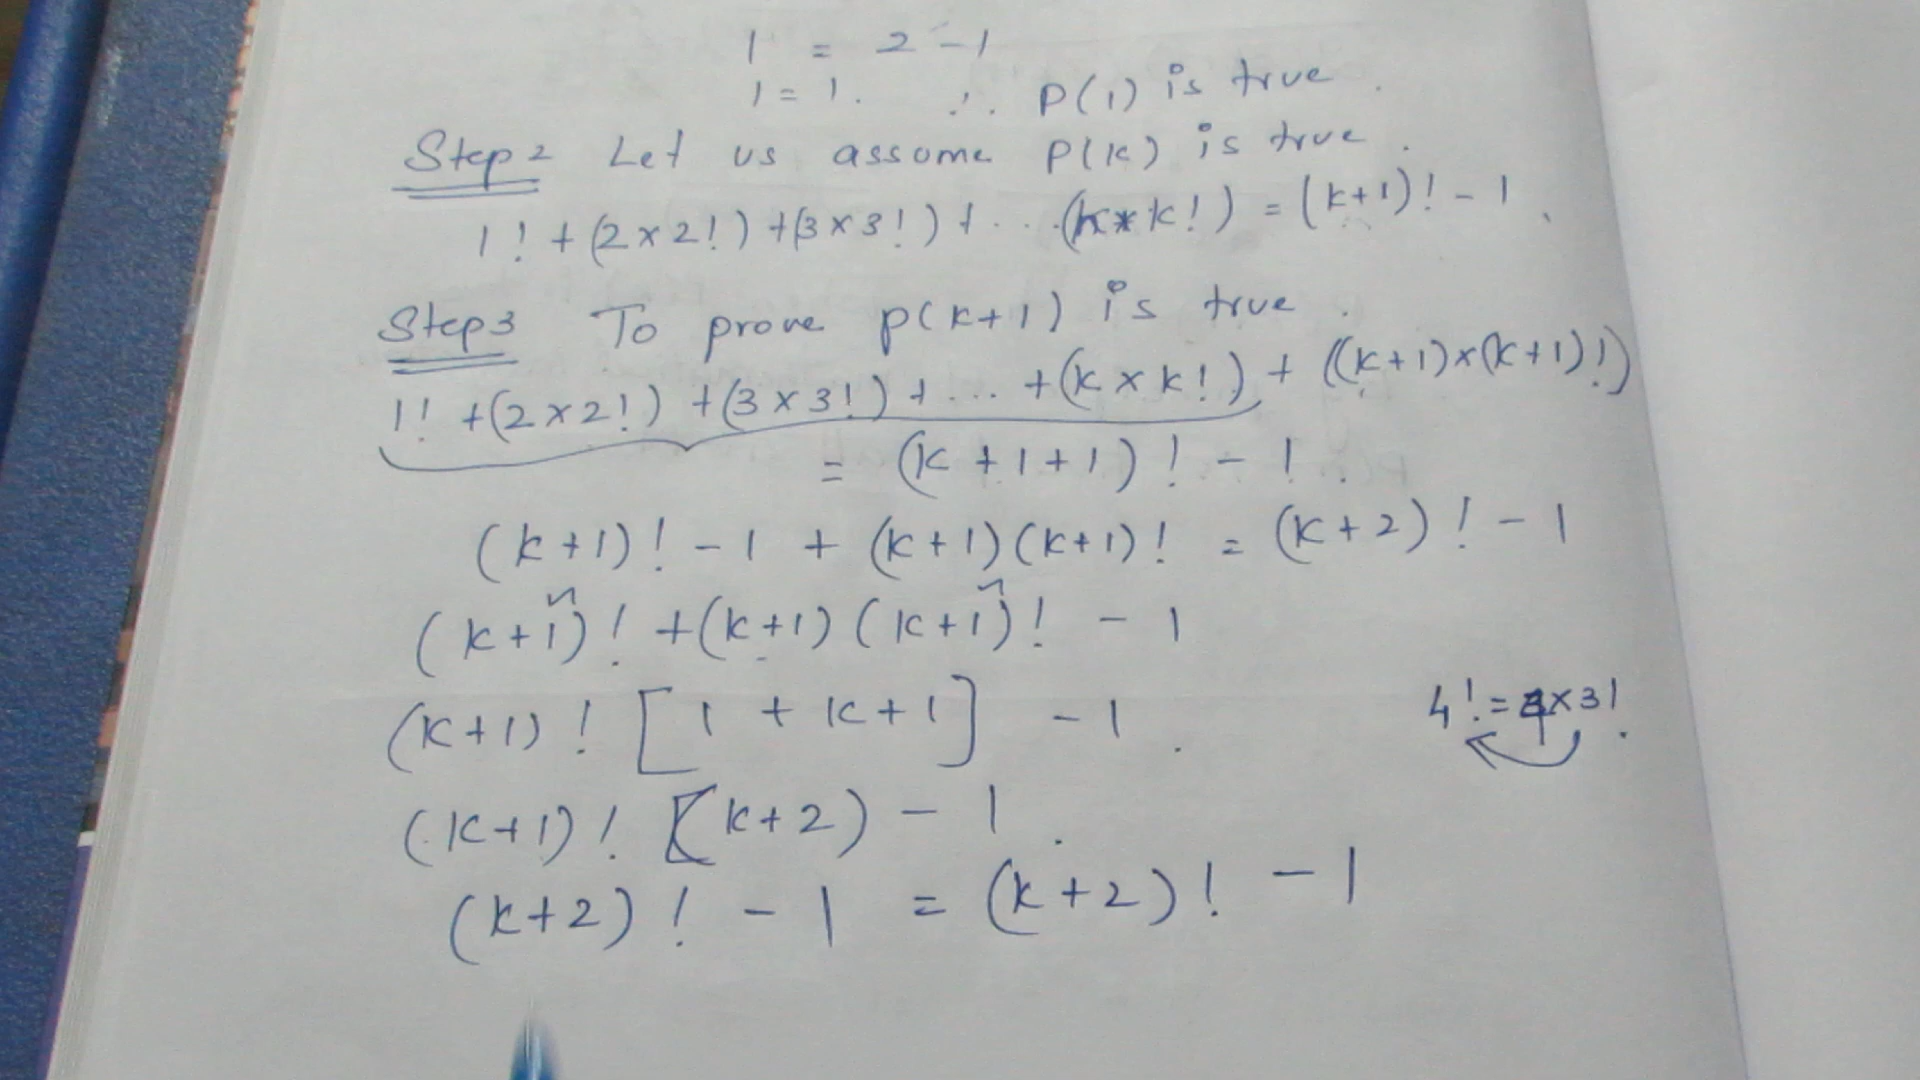 1 = 2 - 1
1 = 1. ∴ P(1) is true.
Step 2 Let us assume P(k) is true.
1! + (2 × 2!) + (3 × 3!) + ... (k × k!) = (k+1)! - 1.
Step 3 To prove P(k+1) is true.
1! + (2 × 2!) + (3 × 3!) + ... + (k × k!) + ((k+1) × (k+1)!)
= (k+1+1)! - 1.
(k+1)! - 1 + (k+1)(k+1)! = (k+2)! - 1
(k+1)! + (k+1)(k+1)! - 1
(k+1)! [1 + k+1] - 1.
4! = 4×3!.
(k+1)! (k+2) - 1.
(k+2)! - 1 = (k+2)! - 1